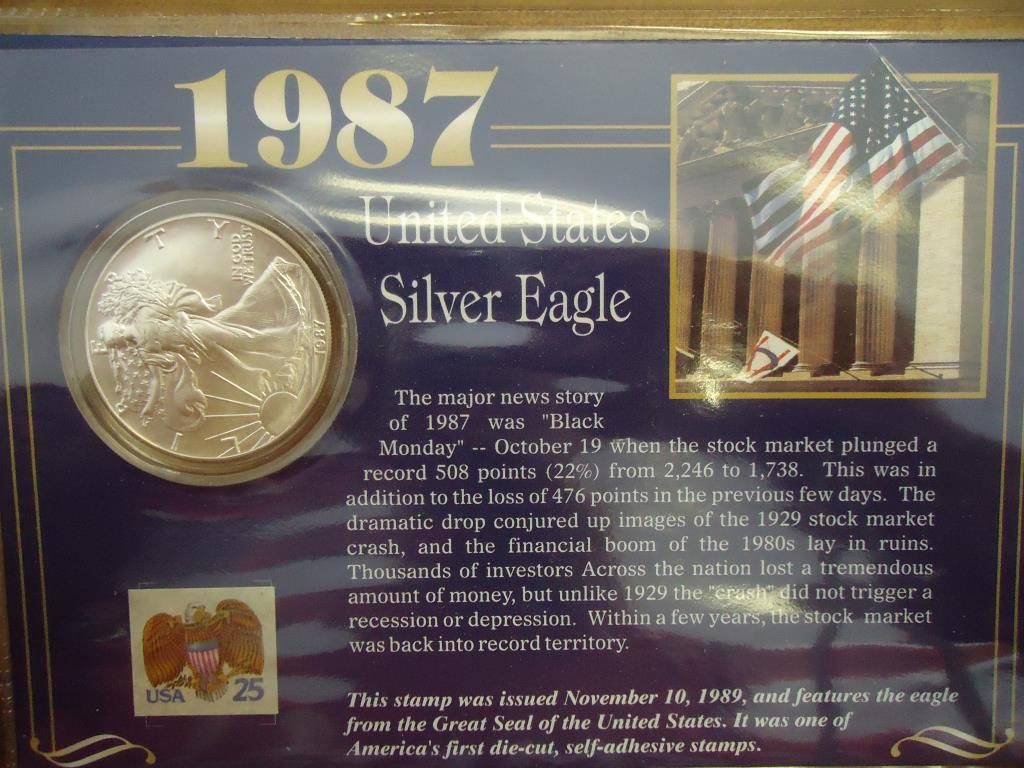 1987
United States
Silver Eagle
L I B E R T Y
IN GOD
WE TRUST
1987
The major news story
of 1987 was "Black
Monday" -- October 19 when the stock market plunged a
record 508 points (22%) from 2,246 to 1,738. This was in
addition to the loss of 476 points in the previous few days. The
dramatic drop conjured up images of the 1929 stock market
crash, and the financial boom of the 1980s lay in ruins.
Thousands of investors Across the nation lost a tremendous
amount of money, but unlike 1929 the "crash" did not trigger a
recession or depression. Within a few years, the stock market
was back into record territory.
USA 25
This stamp was issued November 10, 1989, and features the eagle
from the Great Seal of the United States. It was one of
America's first die-cut, self-adhesive stamps.